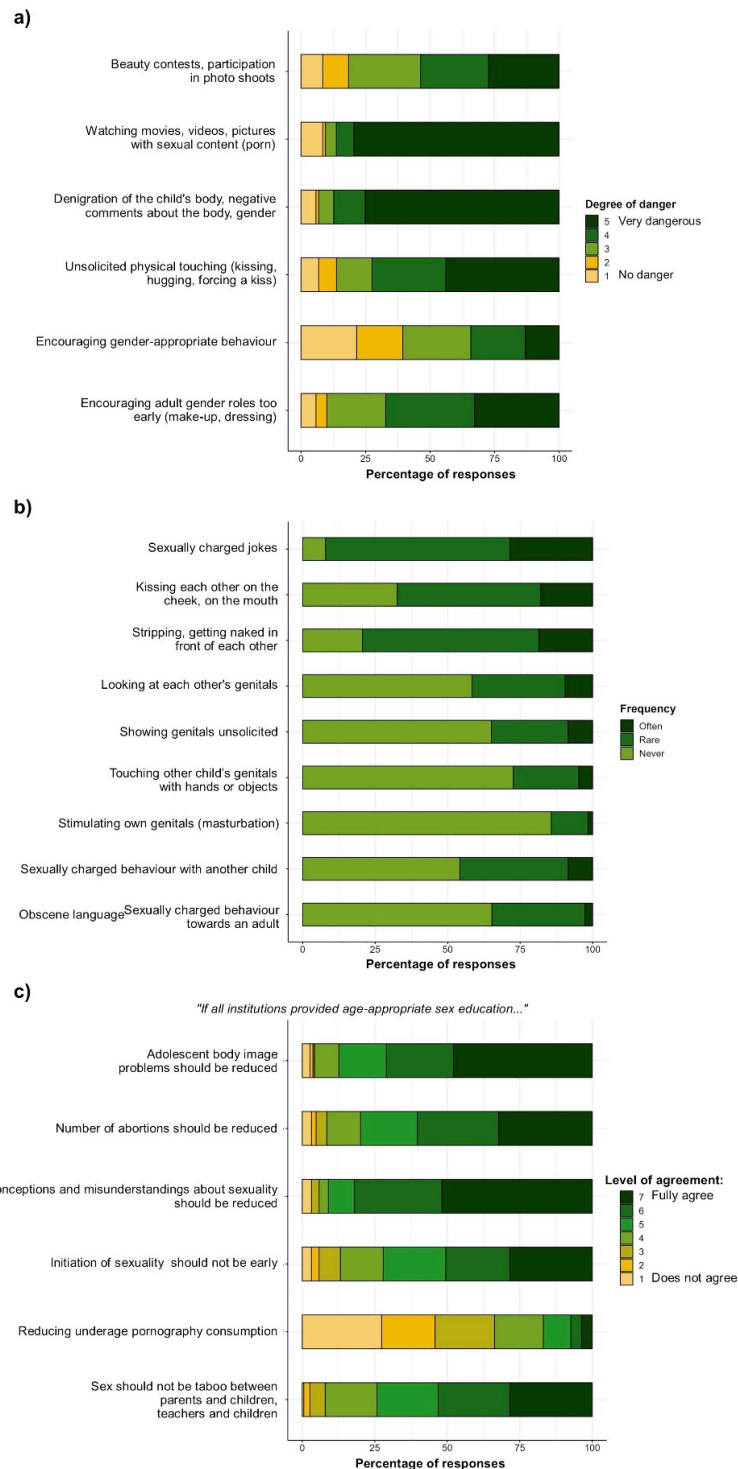 a)
Beauty contests, participation
in photo shoots
Watching movies, videos, pictures
with sexual content (porn)
Denigration of the child's body, negative
comments about the body, gender
Unsolicited physical touching (kissing,
hugging, forcing a kiss)
Encouraging gender-appropriate behaviour
Encouraging adult gender roles too
early (make-up, dressing)
0 25 50 75 100
Percentage of responses
Degree of danger
5 Very dangerous
4
3
2
1 No danger
b)
Sexually charged jokes
Kissing each other on the
cheek, on the mouth
Stripping, getting naked in
front of each other
Looking at each other's genitals
Showing genitals unsolicited
Touching other child's genitals
with hands or objects
Stimulating own genitals (masturbation)
Sexually charged behaviour with another child
Obscene language Sexually charged behaviour
towards an adult
0 25 50 75 100
Percentage of responses
Frequency
Often
Rare
Never
c)
"If all institutions provided age-appropriate sex education..."
Adolescent body image
problems should be reduced
Number of abortions should be reduced
nceptions and misunderstandings about sexuality
should be reduced
Initiation of sexuality should not be early
Reducing underage pornography consumption
Sex should not be taboo between
parents and children,
teachers and children
0 25 50 75 100
Percentage of responses
Level of agreement:
7 Fully agree
6
5
4
3
2
1 Does not agree